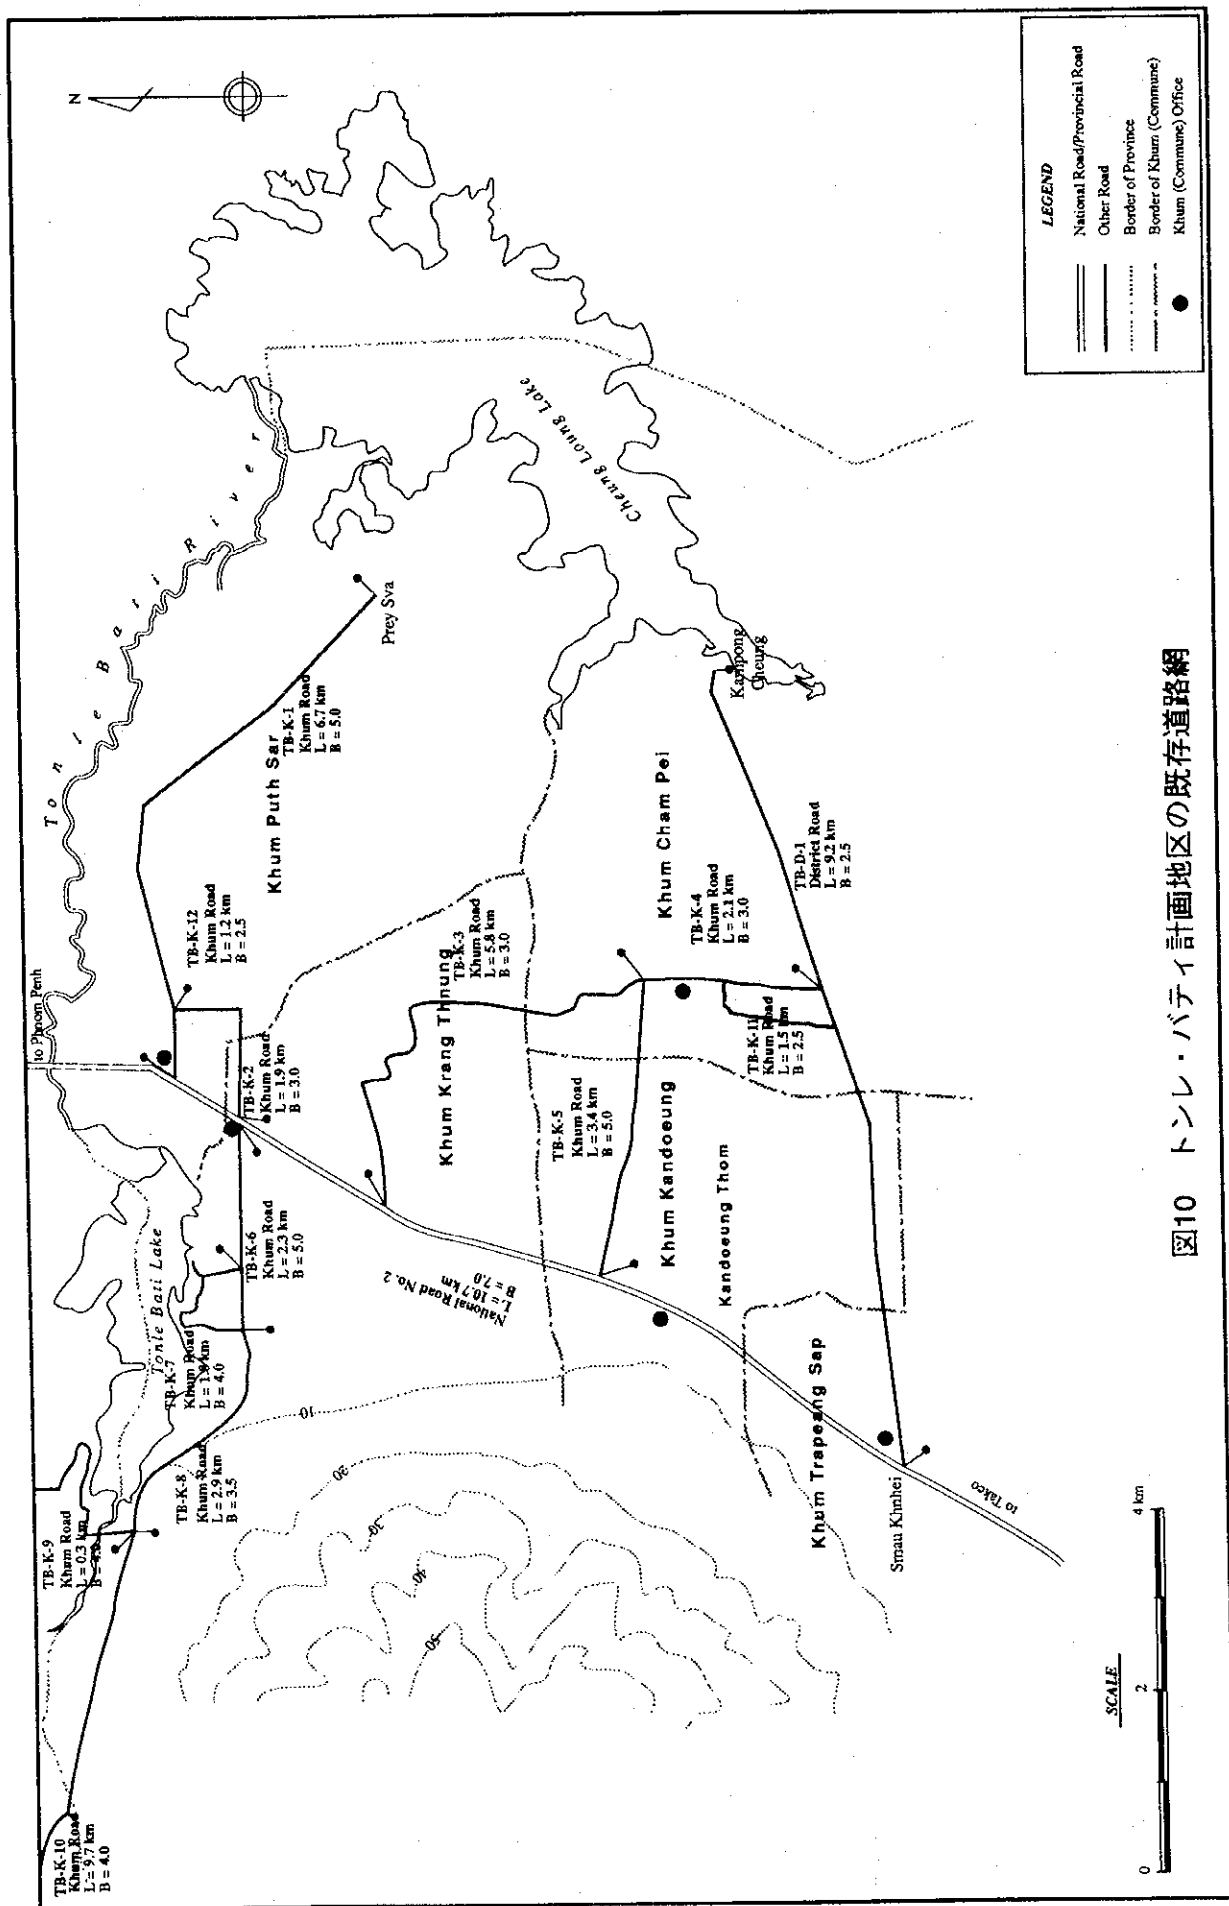 N
to Phnom Penh
Tonle Bati River
TB-K-10
Khum Road
L = 9.7 km
B = 4.0
TB-K-9
Khum Road
L = 0.3 km
TB-K-8
Khum Road
L = 2.9 km
B = 3.5
TB-K-7
Khum Road
B = 4.0
Tonle Bati Lake
TB-K-6
Khum Road
L = 2.3 km
B = 5.0
TB-K-2
Khum Road
L = 1.9 km
B = 3.0
TB-K-12
Khum Road
L = 1.2 km
B = 2.5
Khum Puth Sar
TB-K-1
Khum Road
L = 6.7 km
B = 5.0
Prey Sva
Cheung Loung Lake
10
20
30
40
50
National Road No. 2
L = 10.7 km
B = 7.0
Khum Krang Thnung
TB-K-3
Khum Road
L = 5.8 km
B = 3.0
TB-K-5
Khum Road
L = 3.4 km
B = 5.0
Khum Kandoeung
Kandoeung Thom
Khum Cham Pei
TB-K-4
Khum Road
L = 2.1 km
B = 3.0
TB-K-11
Khum Road
L = 1.5 km
B = 2.5
TB-D-1
District Road
L = 9.2 km
B = 2.5
Kampong
Cheung
Khum Trapeang Sap
Smau Khnhei
to Takeo
LEGEND
National Road/Provincial Road
Other Road
Border of Province
Border of Khum (Commune)
Khum (Commune) Office
SCALE
0 2 4 km
図10 トンレ・バティ計画地区の既存道路網